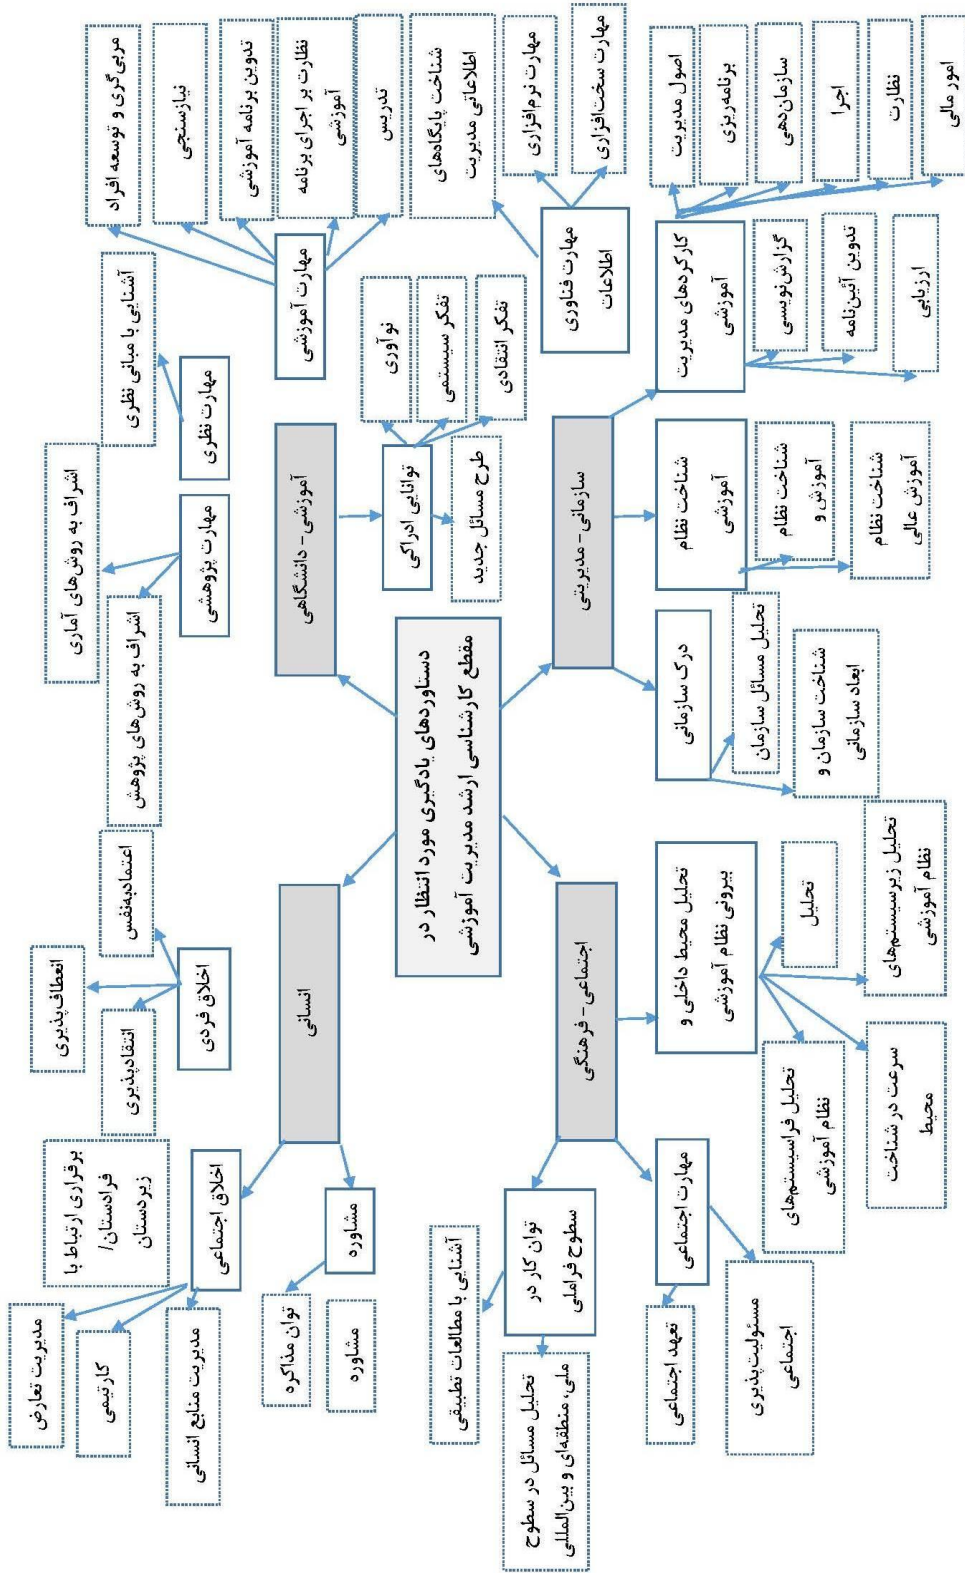 دستاوردهای یادگیری مورد انتظار در
مقطع کارشناسی ارشد مدیریت آموزشی
آموزشی- دانشگاهی
مهارت آموزشی
مربی‌گری و توسعه افراد
نیازسنجی
تدوین برنامه آموزشی
نظارت بر اجرای برنامه
آموزشی
تدریس
مهارت نظری
آشنایی با مبانی نظری
مهارت پژوهشی
اشراف به روش‌های آماری
اشراف به روش‌های پژوهش
توانایی ادراکی
نوآوری
تفکر سیستمی
تفکر انتقادی
طرح مسائل جدید
مهارت فناوری
اطلاعات
شناخت پایگاه‌های
اطلاعاتی مدیریت
مهارت نرم‌افزاری
مهارت سخت‌افزاری
سازمانی- مدیریتی
کارکردهای مدیریت
آموزشی
اصول مدیریت
برنامه‌ریزی
سازمان‌دهی
اجرا
نظارت
امور مالی
گزارش‌نویسی
تدوین آئین‌نامه
ارزیابی
شناخت نظام
آموزشی
شناخت نظام
آموزش و
شناخت نظام
آموزش عالی
درک سازمانی
تحلیل مسائل سازمان
شناخت سازمان و
ابعاد سازمانی
انسانی
اخلاق فردی
اعتمادبه‌نفس
انعطاف‌پذیری
انتقادپذیری
اخلاق اجتماعی
برقراری ارتباط با
فرادستان/
زیردستان
مدیریت تعارض
کارتیمی
مدیریت منابع انسانی
مشاوره
توان مذاکره
مشاوره
اجتماعی- فرهنگی
تحلیل محیط داخلی و
بیرونی نظام آموزشی
تحلیل
تحلیل زیرسیستم‌های
نظام آموزشی
تحلیل فراسیستم‌های
نظام آموزشی
سرعت در شناخت
محیط
مهارت اجتماعی
تعهد اجتماعی
مسئولیت‌پذیری
اجتماعی
توان کار در
سطوح فراملی
آشنایی با مطالعات تطبیقی
تحلیل مسائل در سطوح
ملی، منطقه‌ای و بین‌المللی